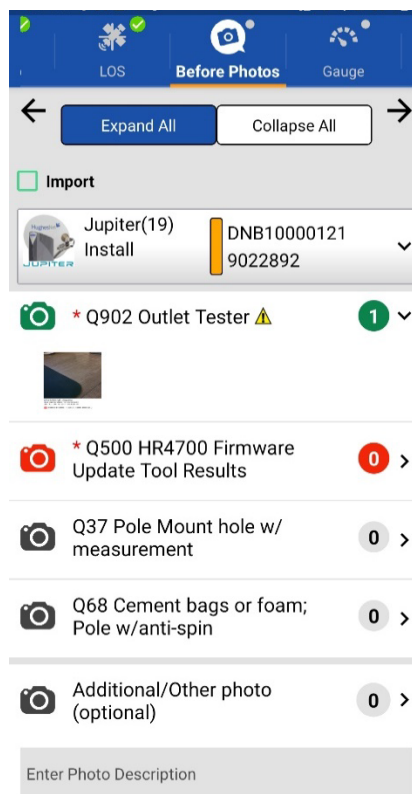 LOS
Before Photos
Gauge
Expand All
Collapse All
Import
JUPITER
Jupiter(19)
Install
DNB10000121
9022892
* Q902 Outlet Tester
1
* Q500 HR4700 Firmware
Update Tool Results
0
Q37 Pole Mount hole w/
measurement
0
Q68 Cement bags or foam;
Pole w/anti-spin
0
Additional/Other photo
(optional)
0
Enter Photo Description